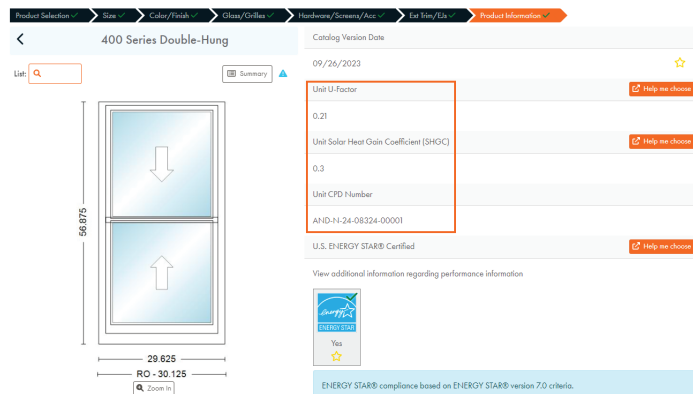 Product Selection
Size
Color/Finish
Glass/Grilles
Hardware/Screens/Acc
Ext Trim/EJs
Product Information
400 Series Double-Hung
List:
Summary
56.875
29.625
RO - 30.125
Zoom In
Catalog Version Date
09/26/2023
Unit U-Factor
Help me choose
0.21
Unit Solar Heat Gain Coefficient (SHGC)
Help me choose
0.3
Unit CPD Number
AND-N-24-08324-00001
U.S. ENERGY STAR® Certified
Help me choose
View additional information regarding performance information
energy
ENERGY STAR
Yes
ENERGY STAR® compliance based on ENERGY STAR® version 7.0 criteria.